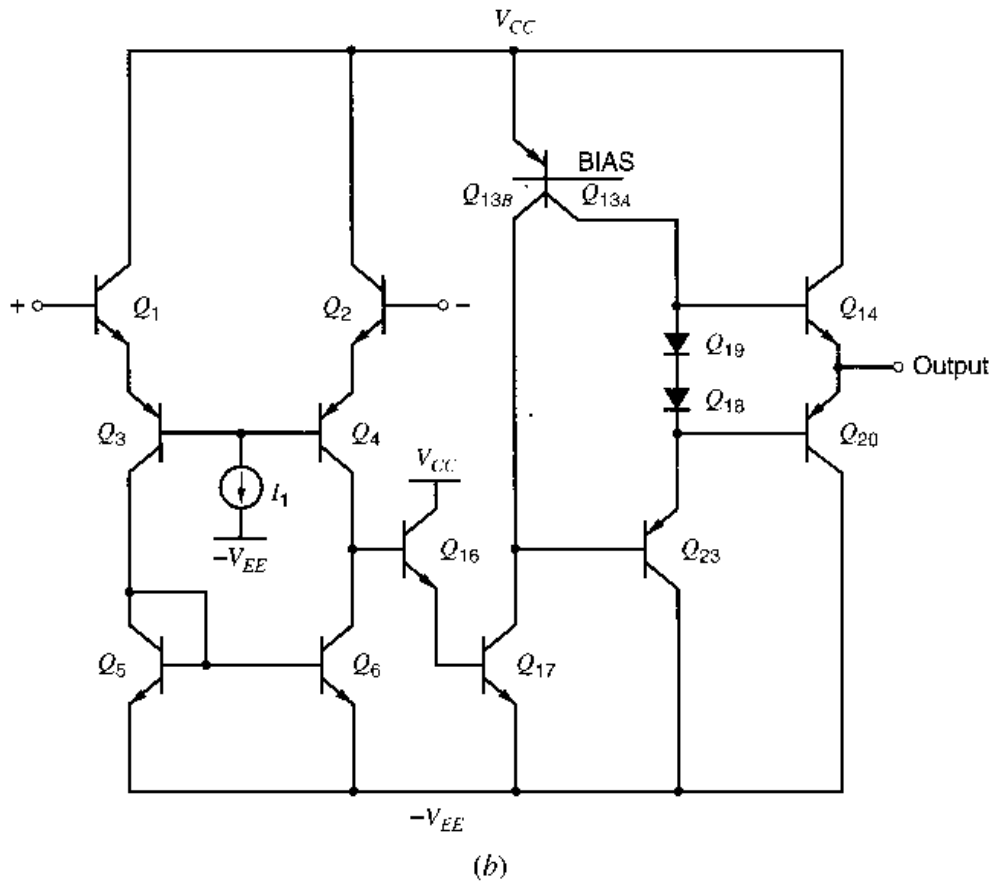 V_CC
BIAS
Q_13B Q_13A
+ Q_1 Q_2 –
Q_14
Q_19
Output
Q_18
Q_3 Q_4 Q_20
V_CC
I_1
Q_16 Q_23
–V_EE
Q_5 Q_6 Q_17
–V_EE
(b)